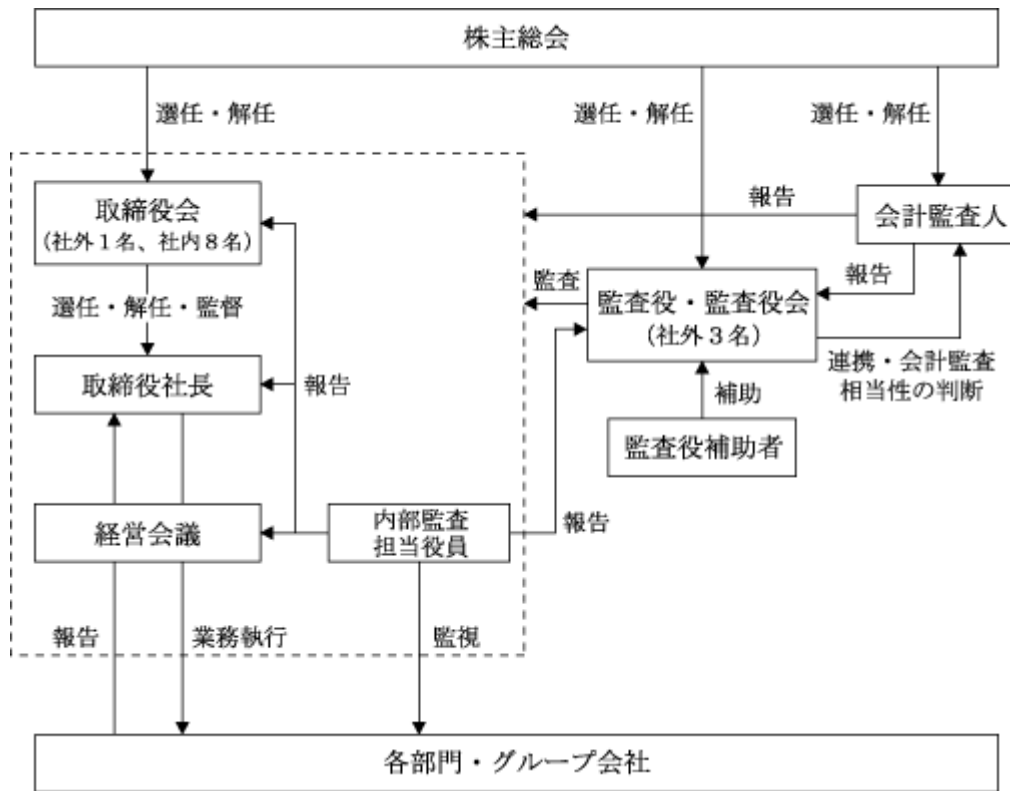 株主総会
選任・解任
選任・解任
選任・解任
取締役会
(社外1名、社内8名)
報告
会計監査人
監査
報告
選任・解任・監督
監査役・監査役会
(社外3名)
取締役社長
報告
連携・会計監査
相当性の判断
補助
監査役補助者
経営会議
内部監査
担当役員
報告
報告
業務執行
監視
各部門・グループ会社